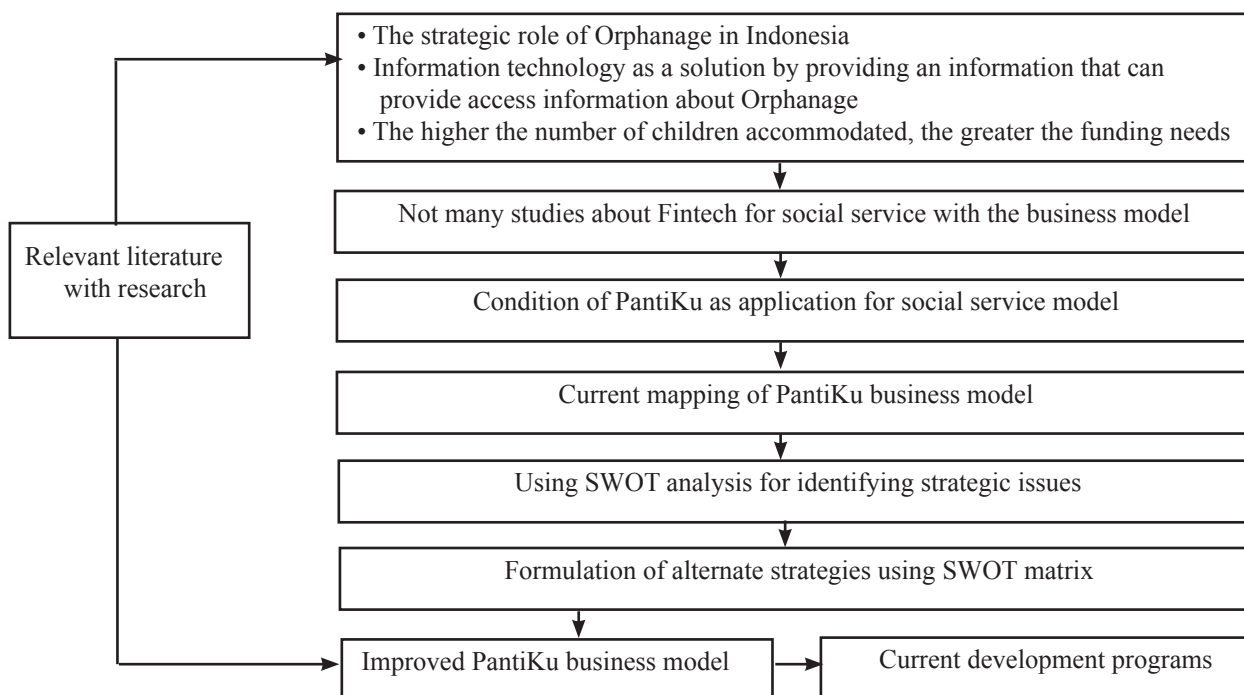 • The strategic role of Orphanage in Indonesia
• Information technology as a solution by providing an information that can
provide access information about Orphanage
• The higher the number of children accommodated, the greater the funding needs
Not many studies about Fintech for social service with the business model
Relevant literature
with research
Condition of PantiKu as application for social service model
Current mapping of PantiKu business model
Using SWOT analysis for identifying strategic issues
Formulation of alternate strategies using SWOT matrix
Improved PantiKu business model
Current development programs